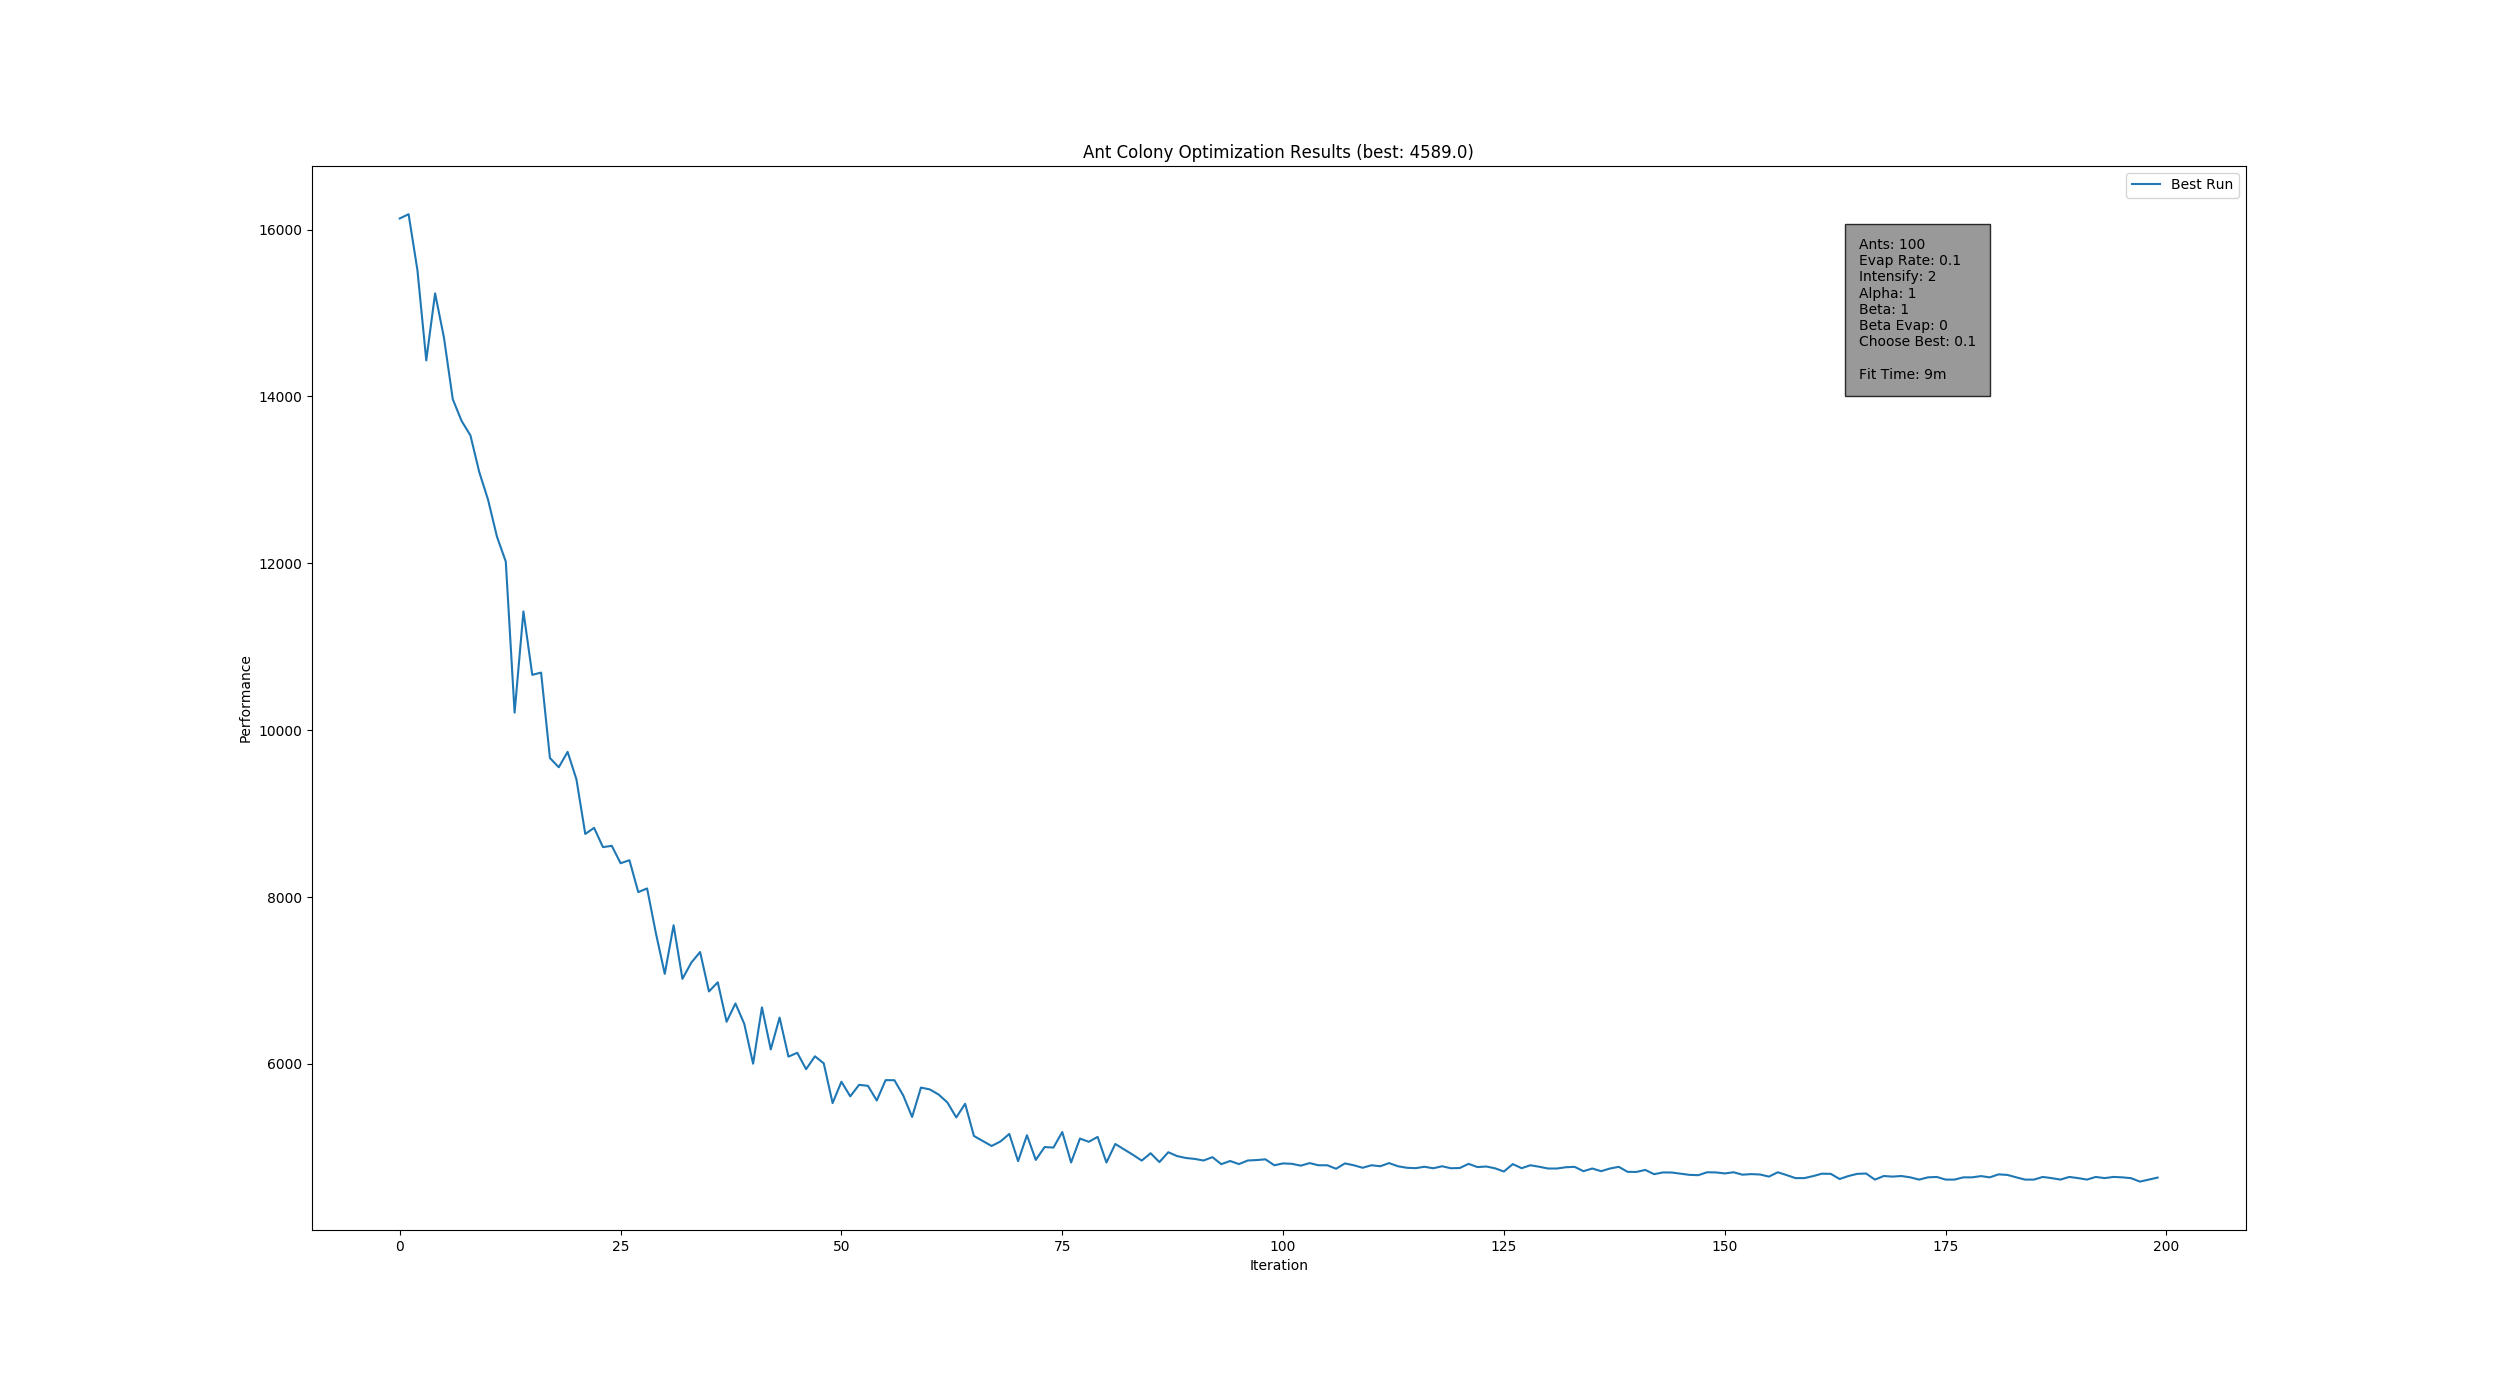 Ant Colony Optimization Results (best: 4589.0)
Best Run
Ants: 100
Evap Rate: 0.1
Intensify: 2
Alpha: 1
Beta: 1
Beta Evap: 0
Choose Best: 0.1
Fit Time: 9m
16000
14000
12000
10000
8000
6000
Performance
0 25 50 75 100 125 150 175 200
Iteration